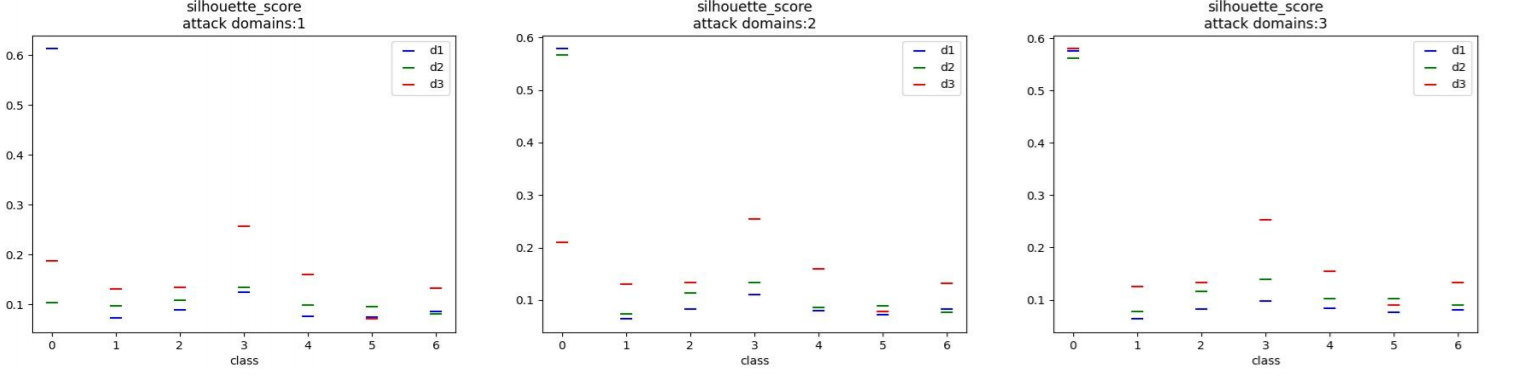 silhouette_score
attack domains:1
d1
d2
d3
0.6
0.5
0.4
0.3
0.2
0.1
0 1 2 3 4 5 6
class
silhouette_score
attack domains:2
d1
d2
d3
0.6
0.5
0.4
0.3
0.2
0.1
0 1 2 3 4 5 6
class
silhouette_score
attack domains:3
d1
d2
d3
0.6
0.5
0.4
0.3
0.2
0.1
0 1 2 3 4 5 6
class